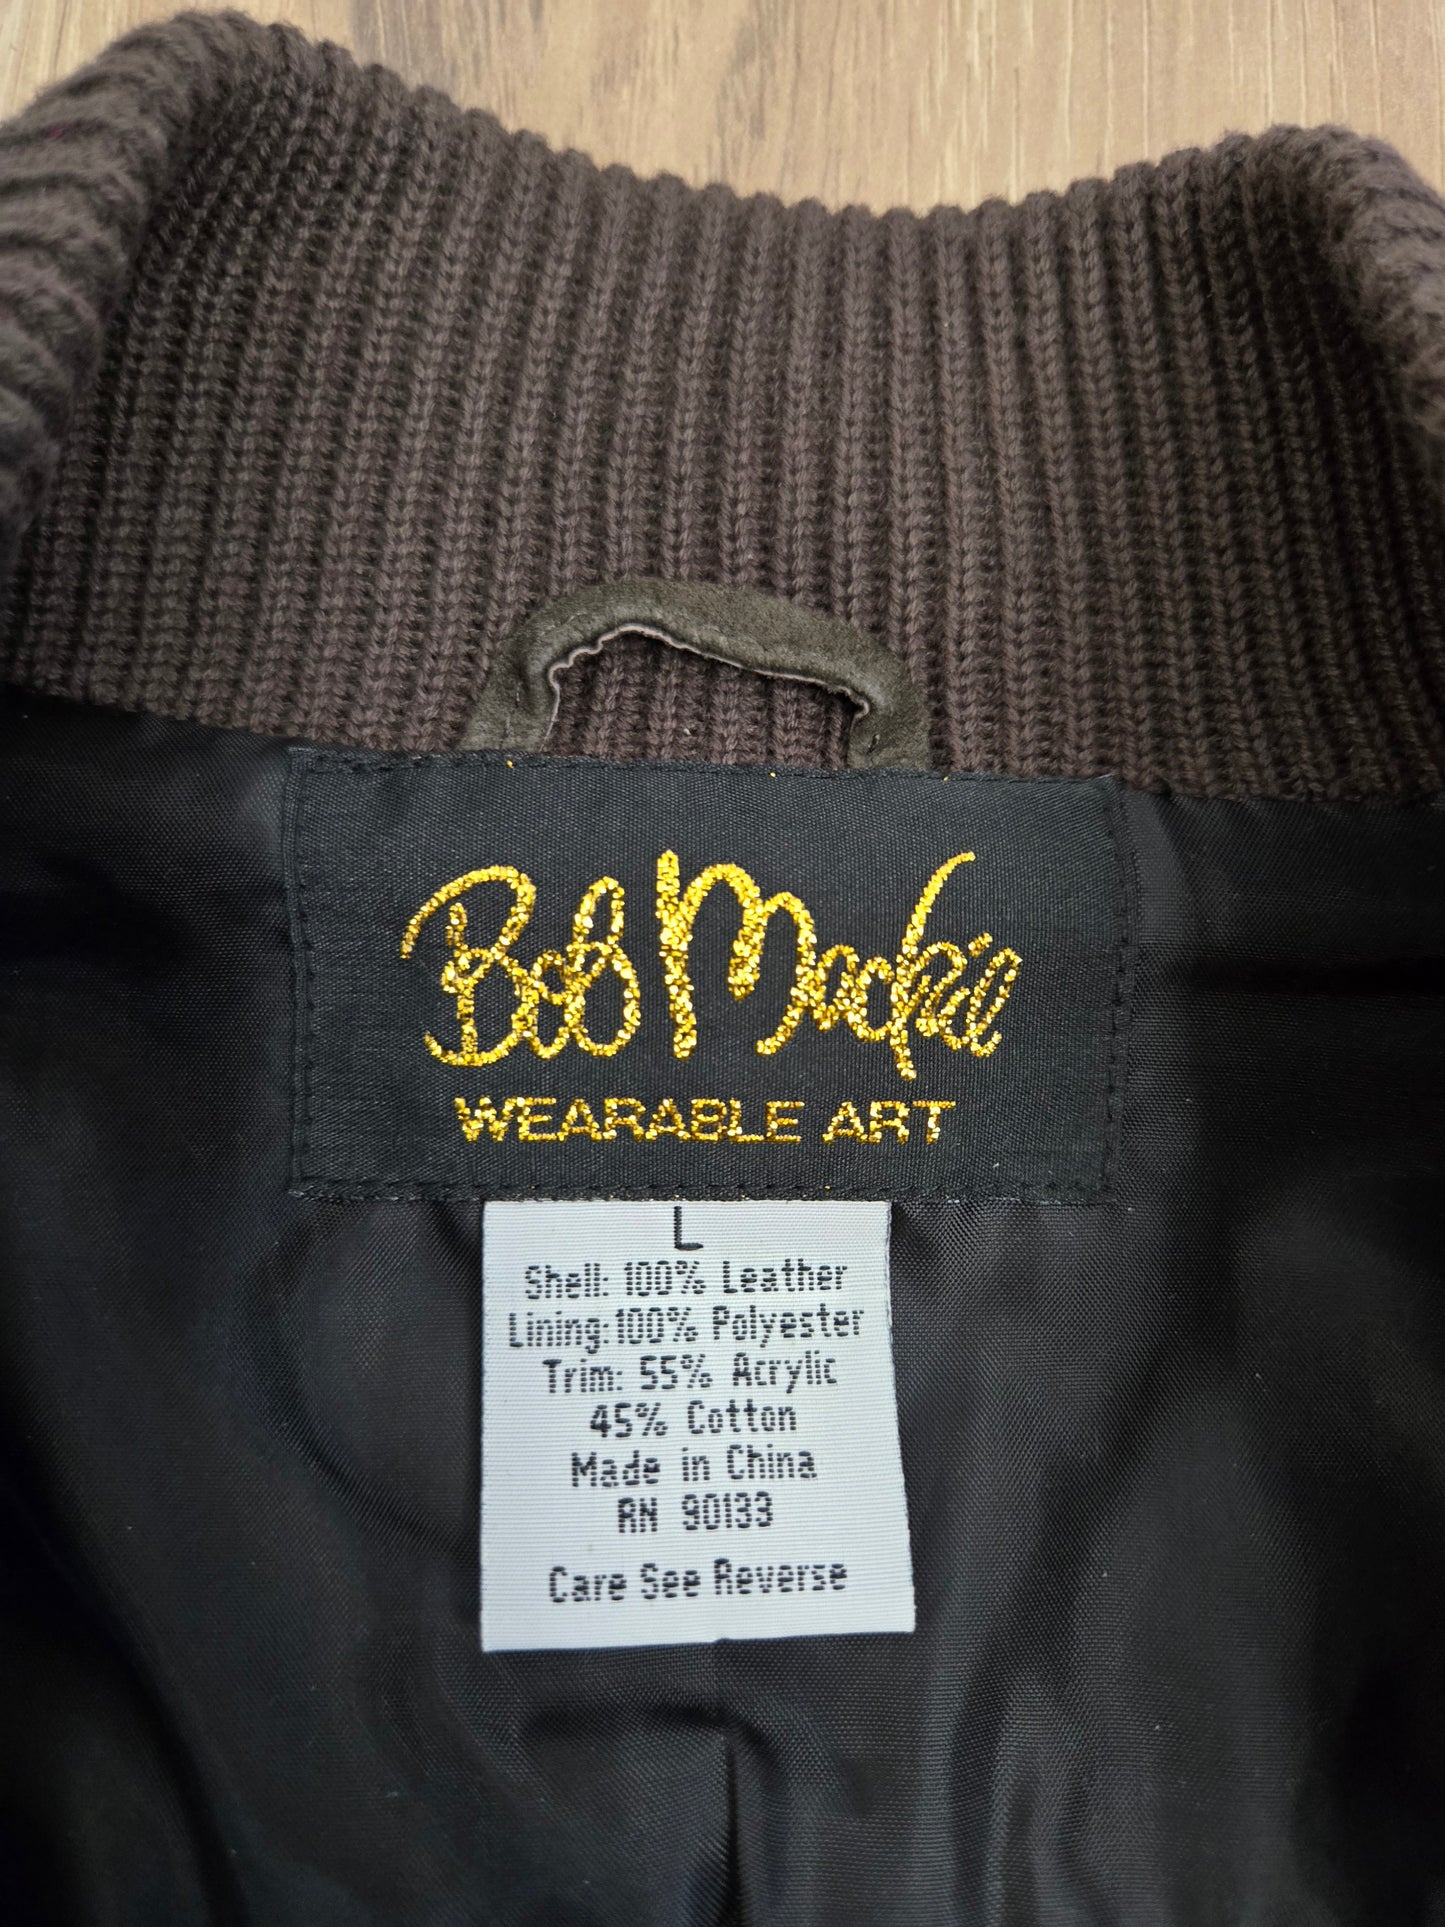 Bob Mackie
WEARABLE ART
L
Shell: 100% Leather
Lining: 100% Polyester
Trim: 55% Acrylic
45% Cotton
Made in China
RN 90133
Care See Reverse